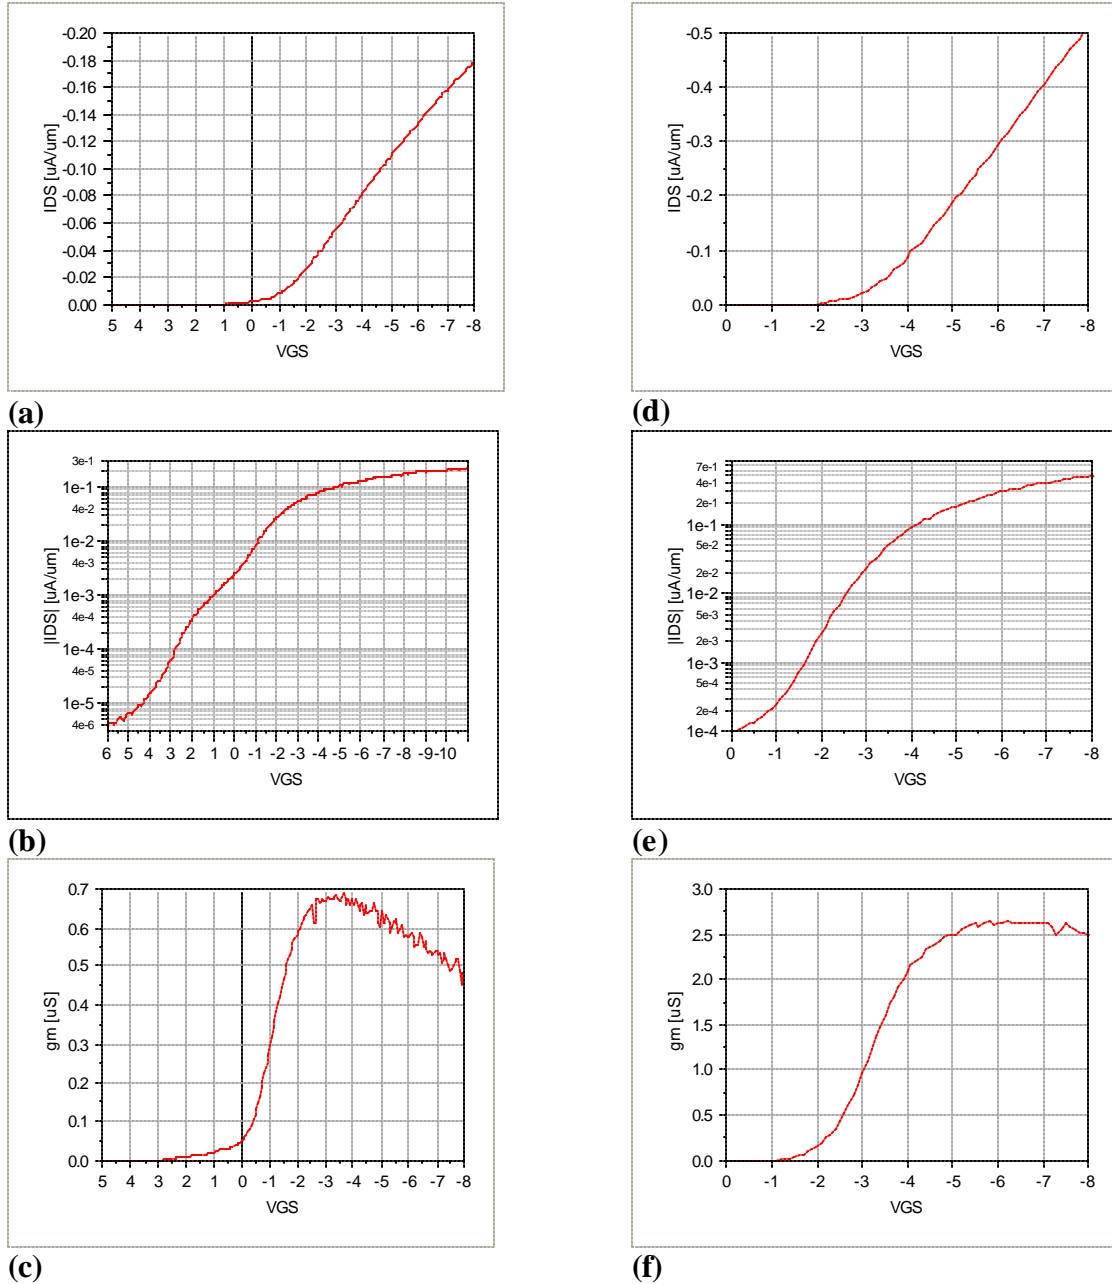 -0.20
-0.18
-0.16
-0.14
-0.12
-0.10
-0.08
-0.06
-0.04
-0.02
0.00
IDS [uA/um]
5 4 3 2 1 0 -1 -2 -3 -4 -5 -6 -7 -8
VGS
(a)
-0.5
-0.4
-0.3
-0.2
-0.1
0.0
IDS [uA/um]
0 -1 -2 -3 -4 -5 -6 -7 -8
VGS
(d)
3e-1
1e-1
4e-2
1e-2
4e-3
1e-3
4e-4
1e-4
4e-5
1e-5
4e-6
|IDS| [uA/um]
6 5 4 3 2 1 0 -1 -2 -3 -4 -5 -6 -7 -8 -9 -10
VGS
(b)
7e-1
4e-1
2e-1
1e-1
5e-2
2e-2
1e-2
5e-3
2e-3
1e-3
5e-4
2e-4
1e-4
|IDS| [uA/um]
0 -1 -2 -3 -4 -5 -6 -7 -8
VGS
(e)
0.7
0.6
0.5
0.4
0.3
0.2
0.1
0.0
gm [uS]
5 4 3 2 1 0 -1 -2 -3 -4 -5 -6 -7 -8
VGS
(c)
3.0
2.5
2.0
1.5
1.0
0.5
0.0
gm [uS]
0 -1 -2 -3 -4 -5 -6 -7 -8
VGS
(f)